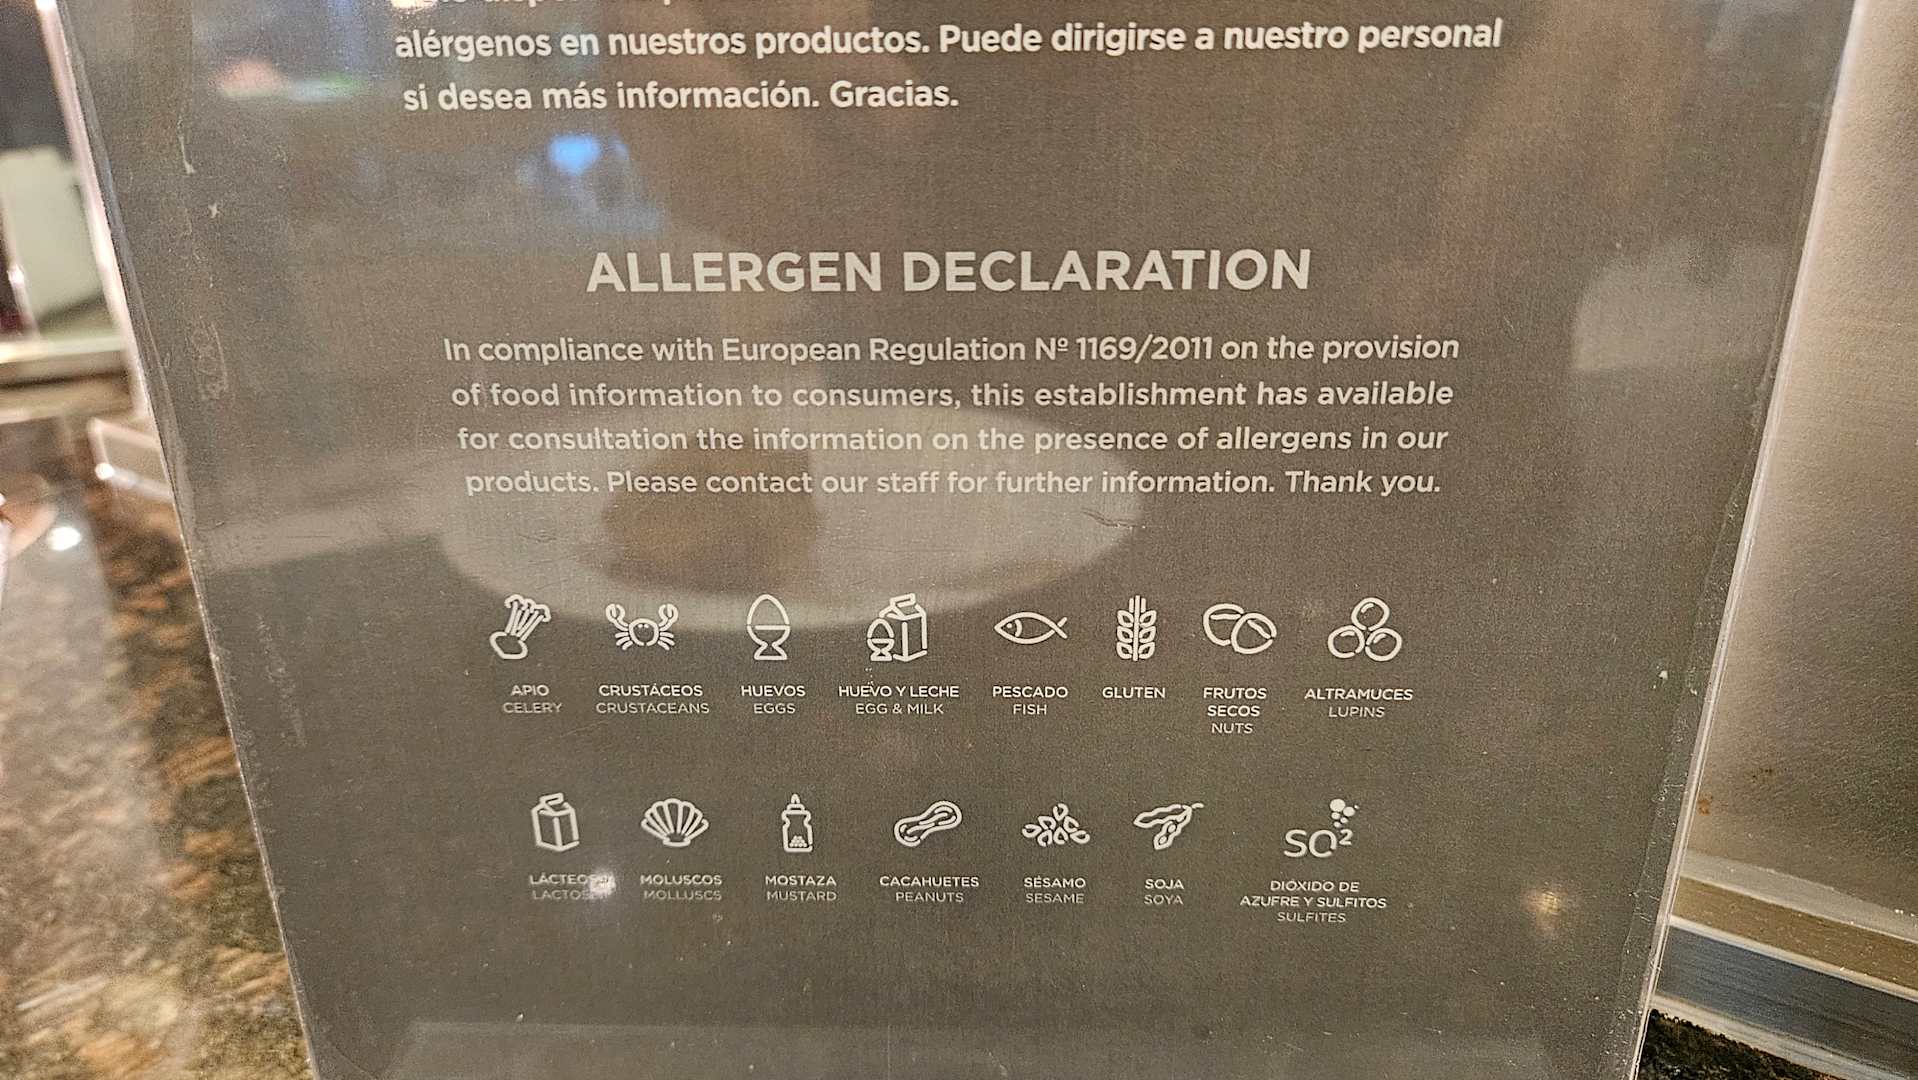 alérgenos en nuestros productos. Puede dirigirse a nuestro personal
si desea más información. Gracias.
ALLERGEN DECLARATION
In compliance with European Regulation Nº 1169/2011 on the provision
of food information to consumers, this establishment has available
for consultation the information on the presence of allergens in our
products. Please contact our staff for further information. Thank you.
APIO
CELERY
CRUSTÁCEOS
CRUSTACEANS
HUEVOS
EGGS
HUEVO Y LECHE
EGG & MILK
PESCADO
FISH
GLUTEN
FRUTOS
SECOS
NUTS
ALTRAMUCES
LUPINS
LÁCTEOS
LACTOSE
MOLUSCOS
MOLLUSCS
MOSTAZA
MUSTARD
CACAHUETES
PEANUTS
SÉSAMO
SESAME
SOJA
SOYA
SO²
DIÓXIDO DE
AZUFRE Y SULFITOS
SULFITES